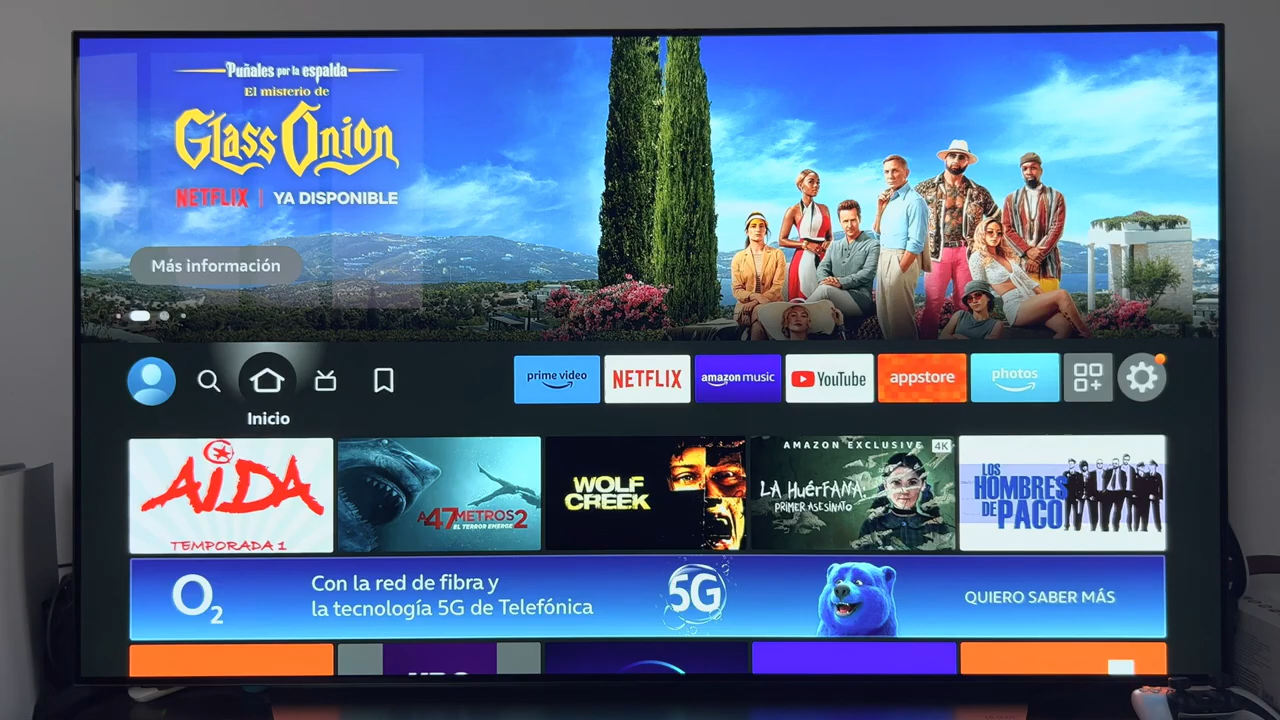 Puñales por la espalda
El misterio de
Glass Onion
NETFLIX | YA DISPONIBLE
Más información
Inicio
prime video
NETFLIX
amazon music
YouTube
appstore
photos
AÍDA
TEMPORADA 1
A 47 METROS 2
EL TERROR EMERGE
WOLF
CREEK
AMAZON EXCLUSIVE 4K
LA HuéRFANA:
PRIMER ASESINATO
LOS
HOMBRES
DE PACO
O2
Con la red de fibra y
la tecnología 5G de Telefónica
5G
QUIERO SABER MÁS